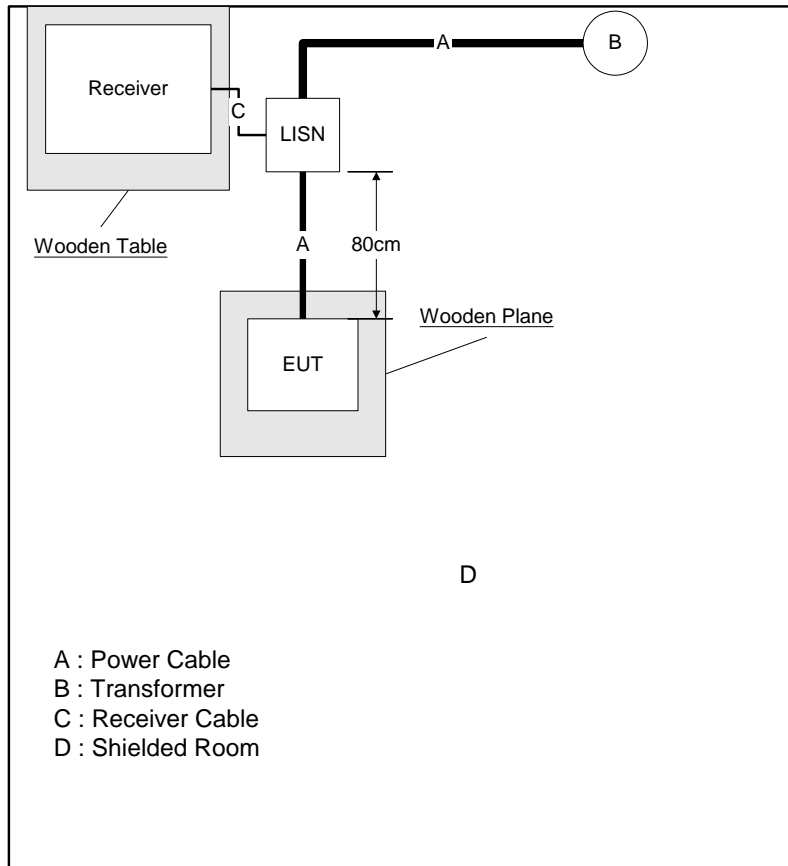 A
B
Receiver
C
LISN
Wooden Table
A
80cm
Wooden Plane
EUT
D
A : Power Cable
B : Transformer
C : Receiver Cable
D : Shielded Room